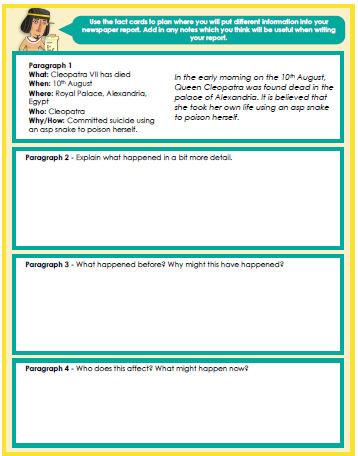 Use the fact cards to plan where you will put different information into your
newspaper report. Add in any notes which you think will be useful when writing
your report.
Paragraph 1
What: Cleopatra VII has died
When: 10th August
Where: Royal Palace, Alexandria,
Egypt
Who: Cleopatra
Why/How: Committed suicide using
an asp snake to poison herself.
In the early morning on the 10th August,
Queen Cleopatra was found dead in the
palace of Alexandria. It is believed that
she took her own life using an asp snake
to poison herself.
Paragraph 2 - Explain what happened in a bit more detail.
Paragraph 3 - What happened before? Why might this have happened?
Paragraph 4 - Who does this affect? What might happen now?